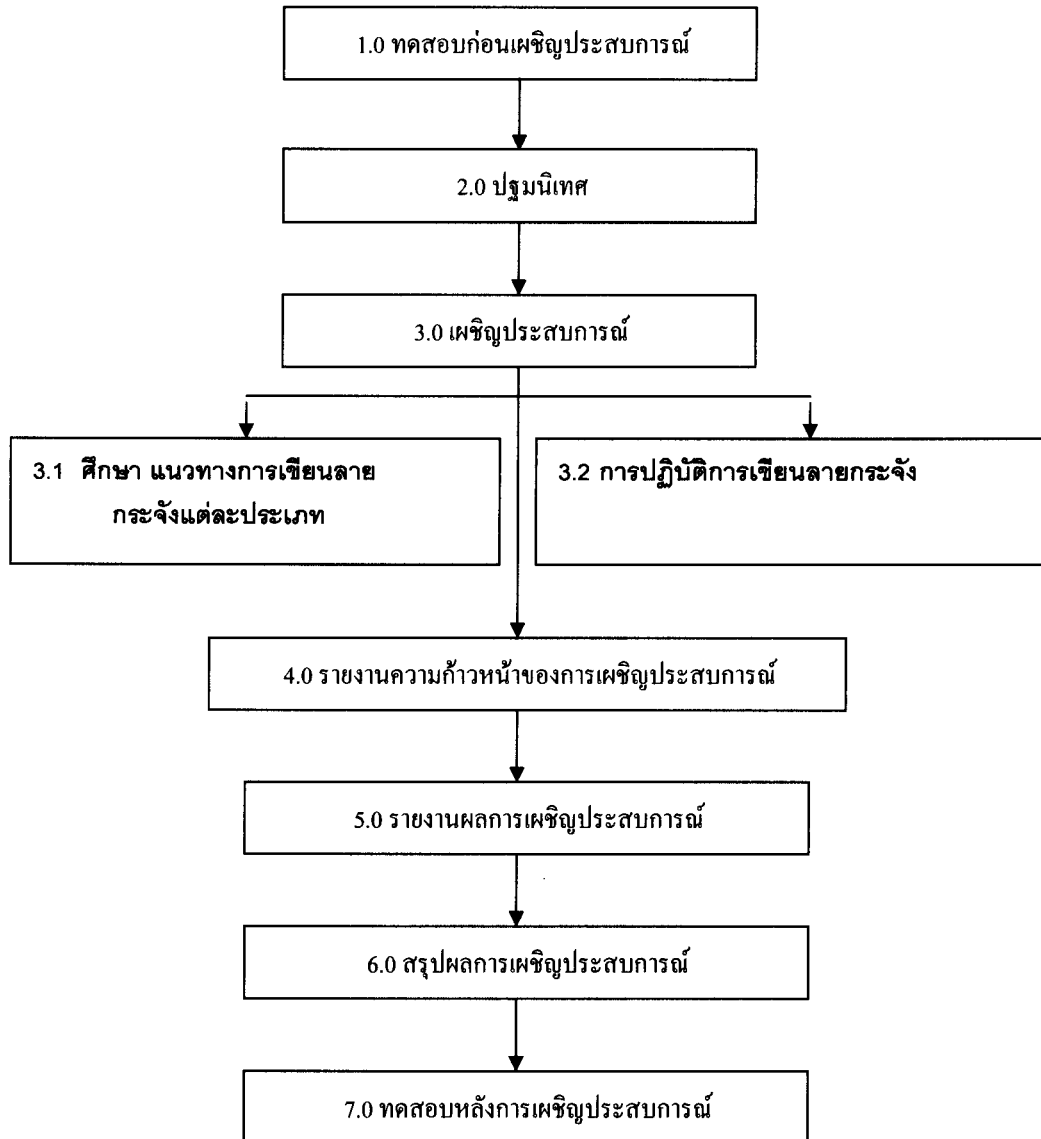 1.0 ทดสอบก่อนเผชิญประสบการณ์
2.0 ปฐมนิเทศ
3.0 เผชิญประสบการณ์
3.1 ศึกษา แนวทางการเขียนลาย
กระจังแต่ละประเภท
3.2 การปฏิบัติการเขียนลายกระจัง
4.0 รายงานความก้าวหน้าของการเผชิญประสบการณ์
5.0 รายงานผลการเผชิญประสบการณ์
6.0 สรุปผลการเผชิญประสบการณ์
7.0 ทดสอบหลังการเผชิญประสบการณ์